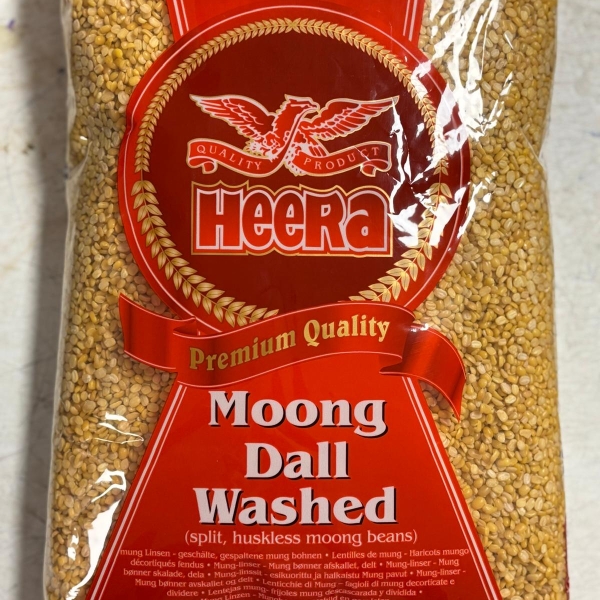 QUALITY PRODUCT
HEERA
Premium Quality
Moong
Dall
Washed
(split, huskless moong beans)
mung Linsen - geschälte, gespaltene mung bohnen • Lentilles de mung - Haricots mungo
décortiqués fendus • Mung-linser - Mung bønner afskallet, delt • Mung-linser - Mung
bønner skalade, dela • Mung-linssit - esikuorittu ja halkaistu Mung pavut • Mung-linser -
Mung bønner avskallet og delt • Lenticchie di Mung - fagioli di mung decorticate e
dividere • Lentejas mung- frijoles mung descascarada y dividida •
Mung Linzen -